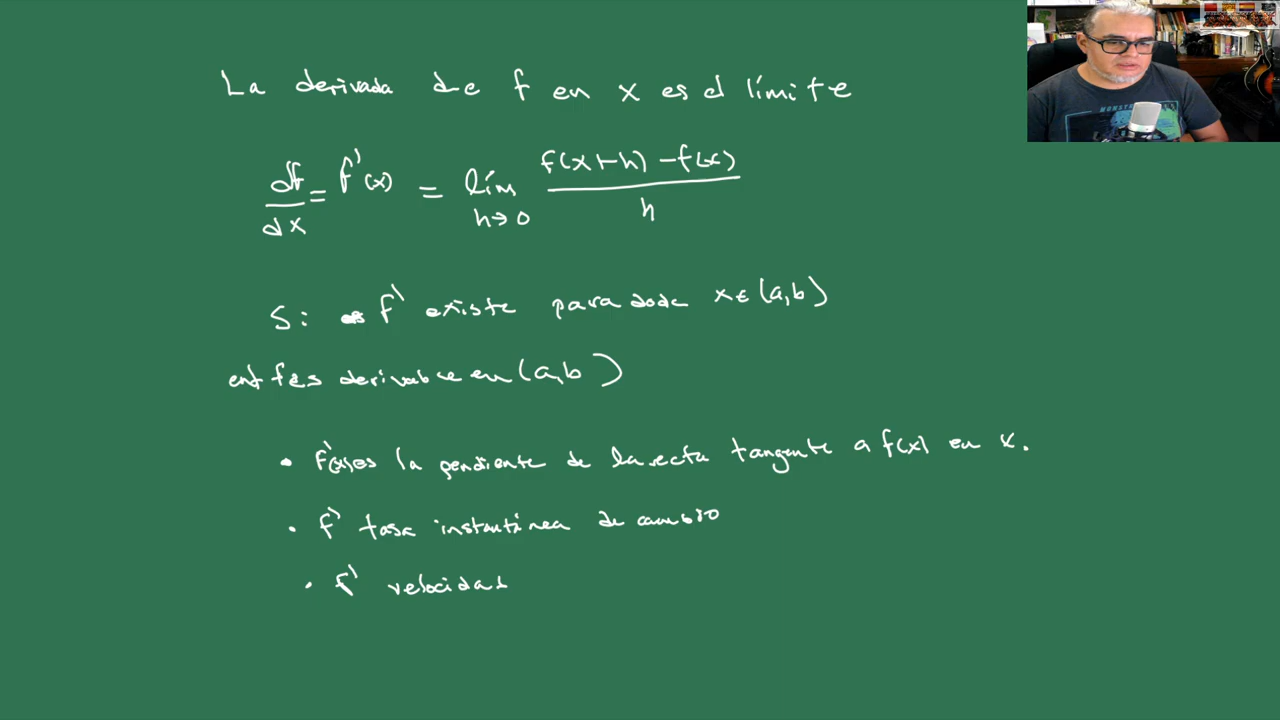 La derivada de f en x es el límite
df/dx = f'(x) = lím h→0 f(x+h) - f(x) / h
Si f' existe para dode x ∈ (a,b)
ent f es derivable en (a,b)
• f'(x) es la pendiente de la recta tangente a f(x) en x.
• f' tasa instantánea de cambio
• f' velocidad